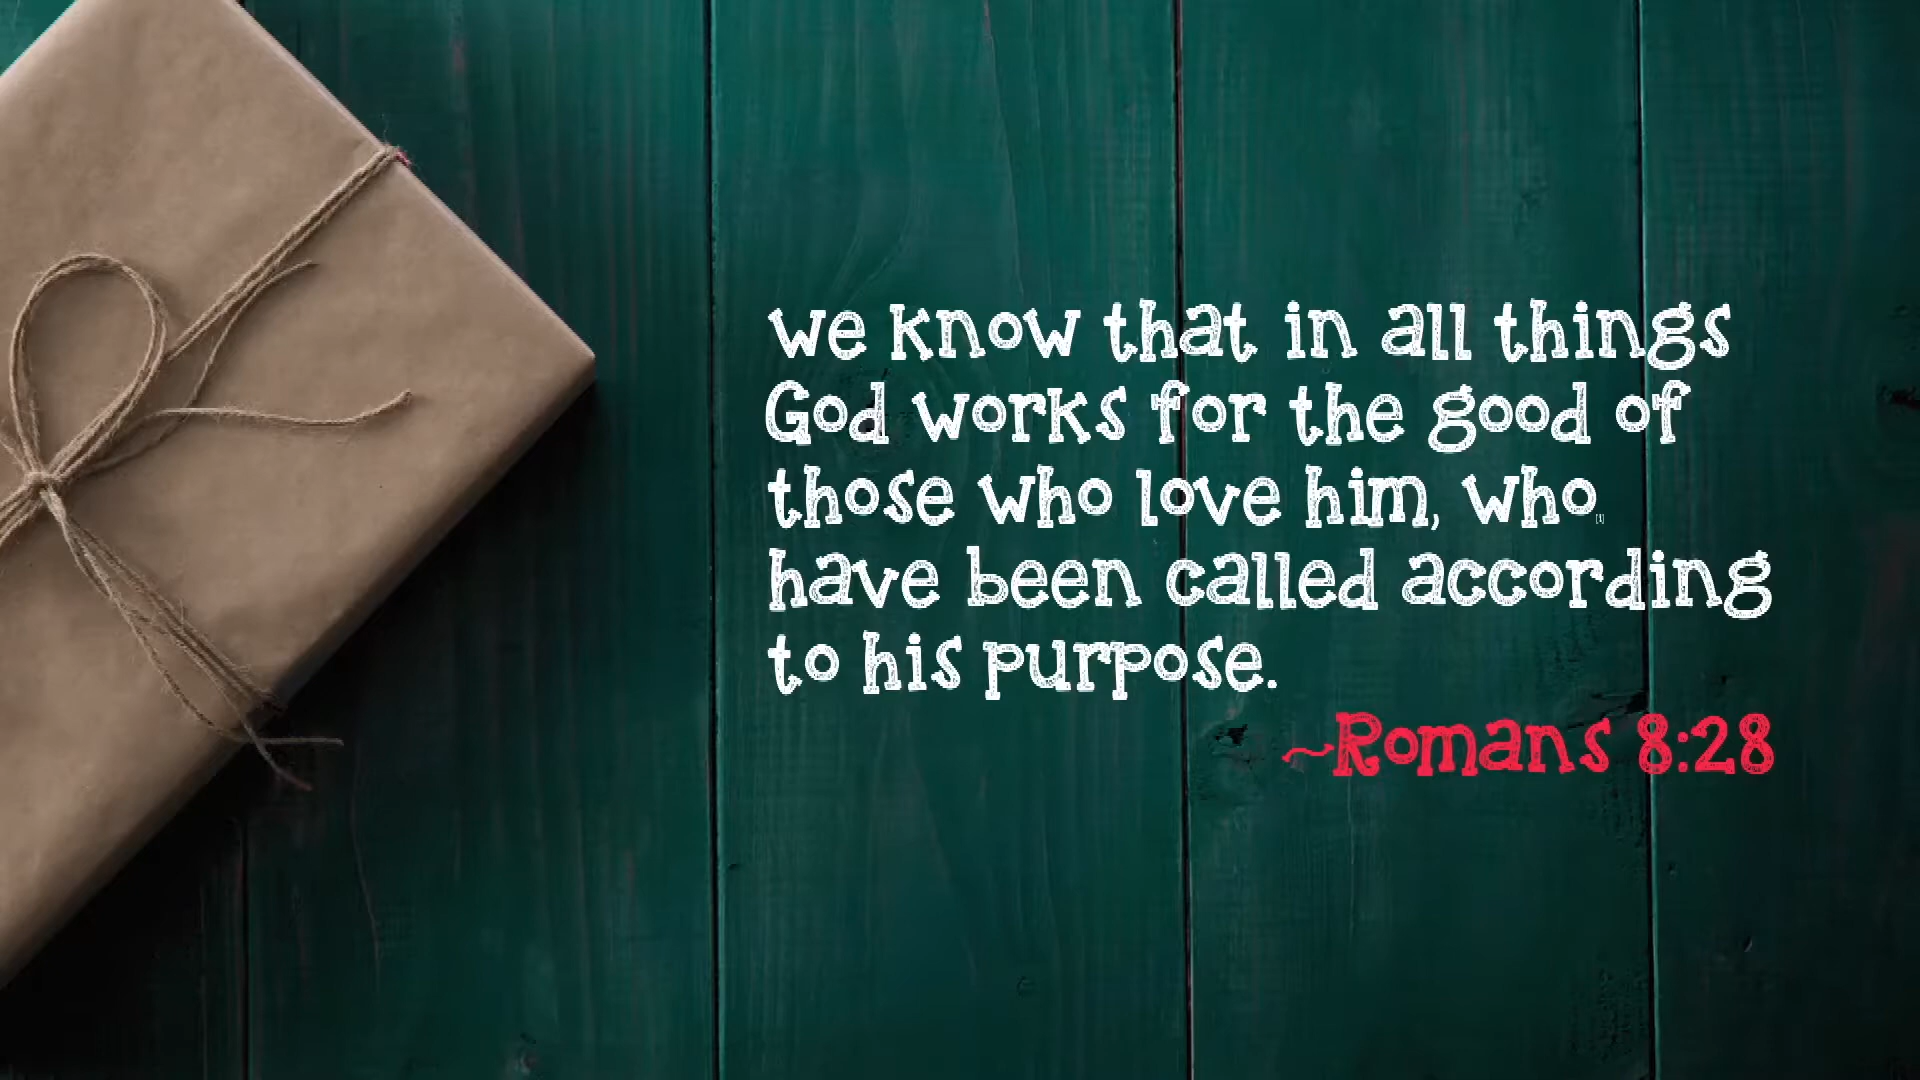 we know that in all things
God works for the good of
those who love him, who
have been called according
to his purpose.
~Romans 8:28